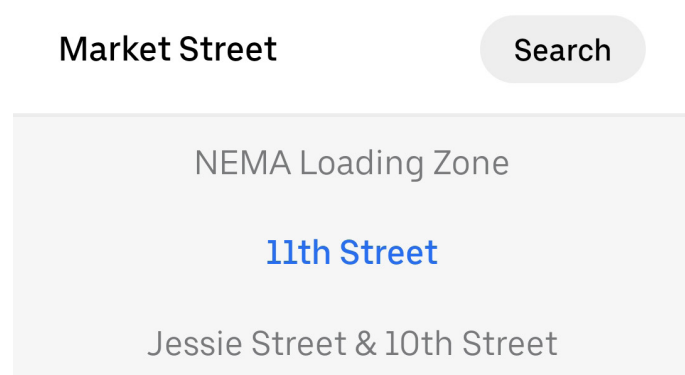 Market Street
Search
NEMA Loading Zone
11th Street
Jessie Street & 10th Street